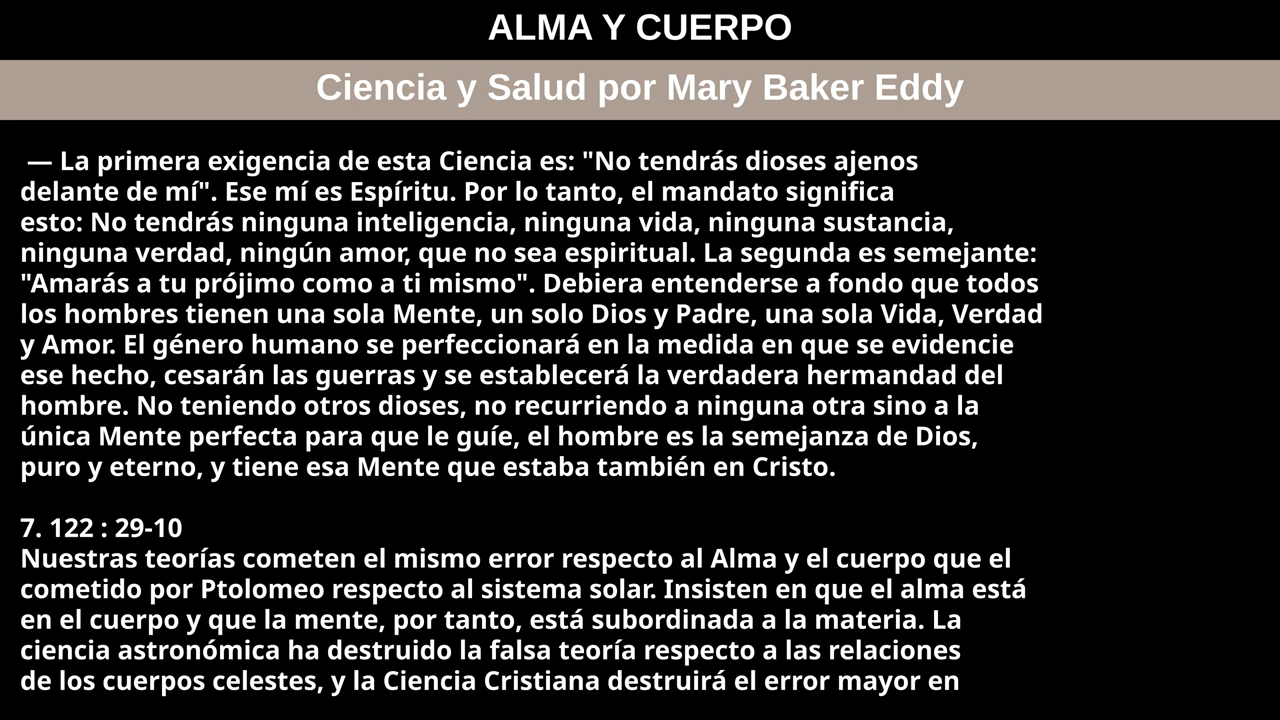 ALMA Y CUERPO
Ciencia y Salud por Mary Baker Eddy
— La primera exigencia de esta Ciencia es: "No tendrás dioses ajenos
delante de mí". Ese mí es Espíritu. Por lo tanto, el mandato significa
esto: No tendrás ninguna inteligencia, ninguna vida, ninguna sustancia,
ninguna verdad, ningún amor, que no sea espiritual. La segunda es semejante:
"Amarás a tu prójimo como a ti mismo". Debiera entenderse a fondo que todos
los hombres tienen una sola Mente, un solo Dios y Padre, una sola Vida, Verdad
y Amor. El género humano se perfeccionará en la medida en que se evidencie
ese hecho, cesarán las guerras y se establecerá la verdadera hermandad del
hombre. No teniendo otros dioses, no recurriendo a ninguna otra sino a la
única Mente perfecta para que le guíe, el hombre es la semejanza de Dios,
puro y eterno, y tiene esa Mente que estaba también en Cristo.
7. 122 : 29-10
Nuestras teorías cometen el mismo error respecto al Alma y el cuerpo que el
cometido por Ptolomeo respecto al sistema solar. Insisten en que el alma está
en el cuerpo y que la mente, por tanto, está subordinada a la materia. La
ciencia astronómica ha destruido la falsa teoría respecto a las relaciones
de los cuerpos celestes, y la Ciencia Cristiana destruirá el error mayor en